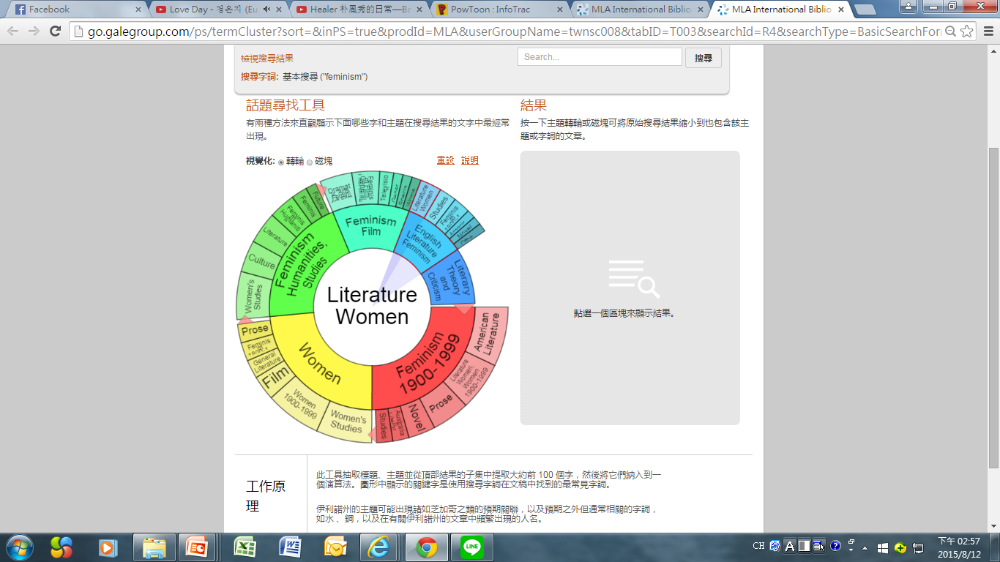 Facebook
Love Day - 정은지 (Eu
Healer 朴鳳秀的日常—Ba
PowToon : InfoTrac
MLA International Biblio
MLA International Biblio
go.galegroup.com/ps/termCluster?sort=&inPS=true&prodId=MLA&userGroupName=twnsc008&tabID=T003&searchId=R4&searchType=BasicSearchFor
檢視搜尋結果
Search...
搜尋
搜尋字詞: 基本搜尋 ("feminism")
話題尋找工具
有兩種方法來直觀顯示下面哪些字和主題在搜尋結果的文字中最經常
出現。
視覺化: 轉輪 磁塊
重設 說明
結果
按一下主題轉輪或磁塊可將原始搜尋結果縮小到也包含該主
題或字詞的文章。
點選一個區塊來顯示結果。
Literature
Women
Feminism
Film
English
Literature
Feminism
Literary
Theory
and
Criticism
Feminism
1900-1999
Women
Feminism
Humanities,
Studies
Literature
Women
Studies
Novel
American
Literature
Literature
Women,
Women
1900-1999
Prose
Novel
Australia
Studies
Women's
Studies
Women
1900-1999
Film
General
Literature
Feminis
Prose
Women's
Studies
Culture
Literature
Feminis
Humaniti
Feminis
Future
Dramat
Televisio
工作原
理
此工具抽取標題、主題並從頂部結果的子集中提取大約前 100 個字，然後將它們納入到一
個演算法。圖形中顯示的關鍵字是使用搜尋字詞在文稿中找到的最常見字詞。
伊利諾州的主題可能出現諸如芝加哥之類的預期關聯，以及預期之外但通常相關的字詞，
如水、鋼，以及在有關伊利諾州的文章中頻繁出現的人名。
LINE
CH
下午 02:57
2015/8/12